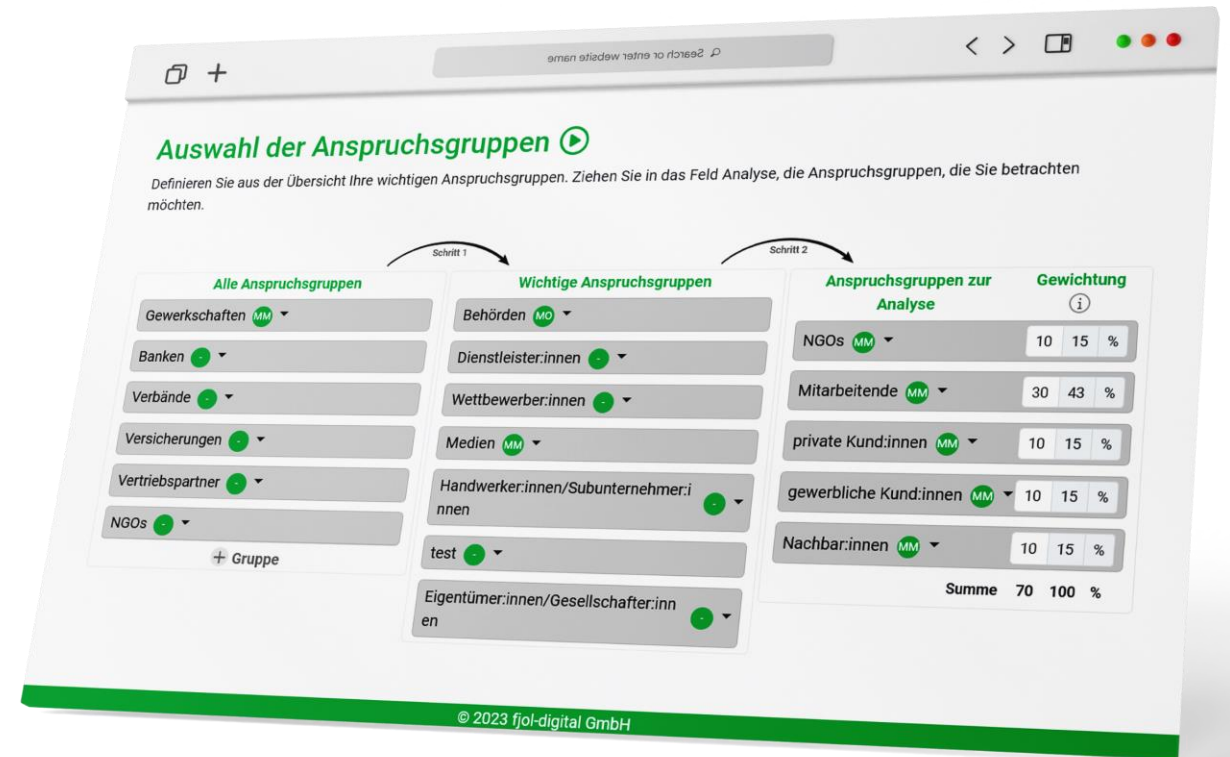 Search or enter website name
Auswahl der Anspruchsgruppen
Definieren Sie aus der Übersicht Ihre wichtigen Anspruchsgruppen. Ziehen Sie in das Feld Analyse, die Anspruchsgruppen, die Sie betrachten
möchten.
Schritt 1
Schritt 2
Alle Anspruchsgruppen
Gewerkschaften MM
Banken -
Verbände -
Versicherungen -
Vertriebspartner -
NGOs -
+ Gruppe
Wichtige Anspruchsgruppen
Behörden MO
Dienstleister:innen -
Wettbewerber:innen -
Medien MM
Handwerker:innen/Subunternehmer:i
nnen -
test -
Eigentümer:innen/Gesellschafter:inn
en -
Anspruchsgruppen zur
Analyse
Gewichtung
i
NGOs MM 10 15 %
Mitarbeitende MM 30 43 %
private Kund:innen MM 10 15 %
gewerbliche Kund:innen MM 10 15 %
Nachbar:innen MM 10 15 %
Summe 70 100 %
© 2023 fjol-digital GmbH